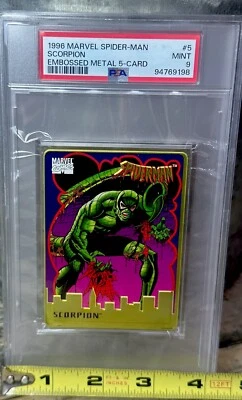 1996 MARVEL SPIDER-MAN #5
SCORPION MINT
EMBOSSED METAL 5-CARD 9
PSA 94769198
MARVEL
SPIDER-MAN
SCORPION
1 2 3 4 5